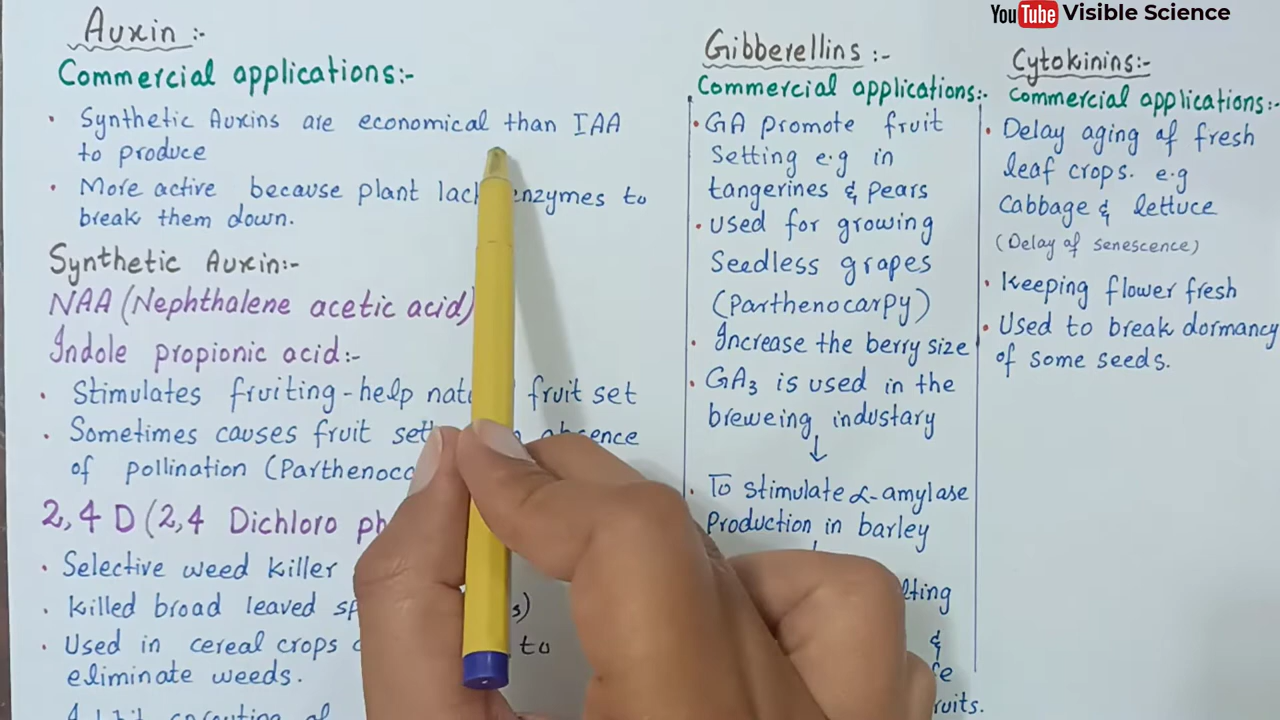 YouTube Visible Science
Auxin :-
Commercial applications:-
• Synthetic Auxins are economical than IAA
to produce
• More active because plant lack enzymes to
break them down.
Synthetic Auxin:-
NAA (Nephthalene acetic acid)
Indole propionic acid:-
• Stimulates fruiting - help fruit set
• Sometimes causes fruit absence
of pollination
2,4 D (2,4 Dichloro
• Selective weed killer
• Killed broad leaved
• Used in cereal crops to
eliminate weeds.
Gibberellins :-
Commercial applications:-
• GA promote fruit
Setting e.g in
tangerines & pears
• used for growing
Seedless grapes
(Parthenocarpy)
• Increase the berry size
• GA3 is used in the
breweing industary
↓
• To stimulate α-amylase
Production in barley
&
Cytokinins:-
Commercial applications:-
• Delay aging of fresh
leaf crops. e.g
Cabbage & lettuce
(Delay of senescence)
• Keeping flower fresh
• Used to break dormancy
of some seeds.